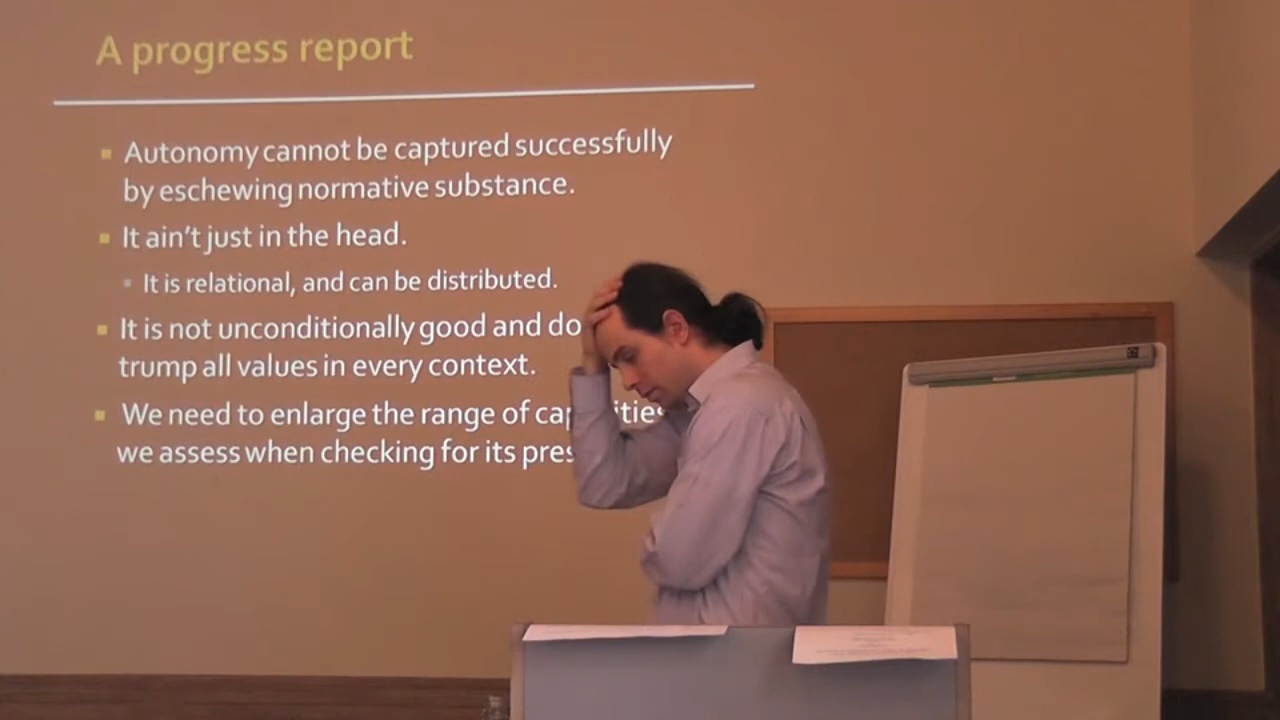 A progress report
Autonomy cannot be captured successfully
by eschewing normative substance.
It ain't just in the head.
It is relational, and can be distributed.
It is not unconditionally good and
trump all values in every context.
We need to enlarge the range of
we assess when checking for its